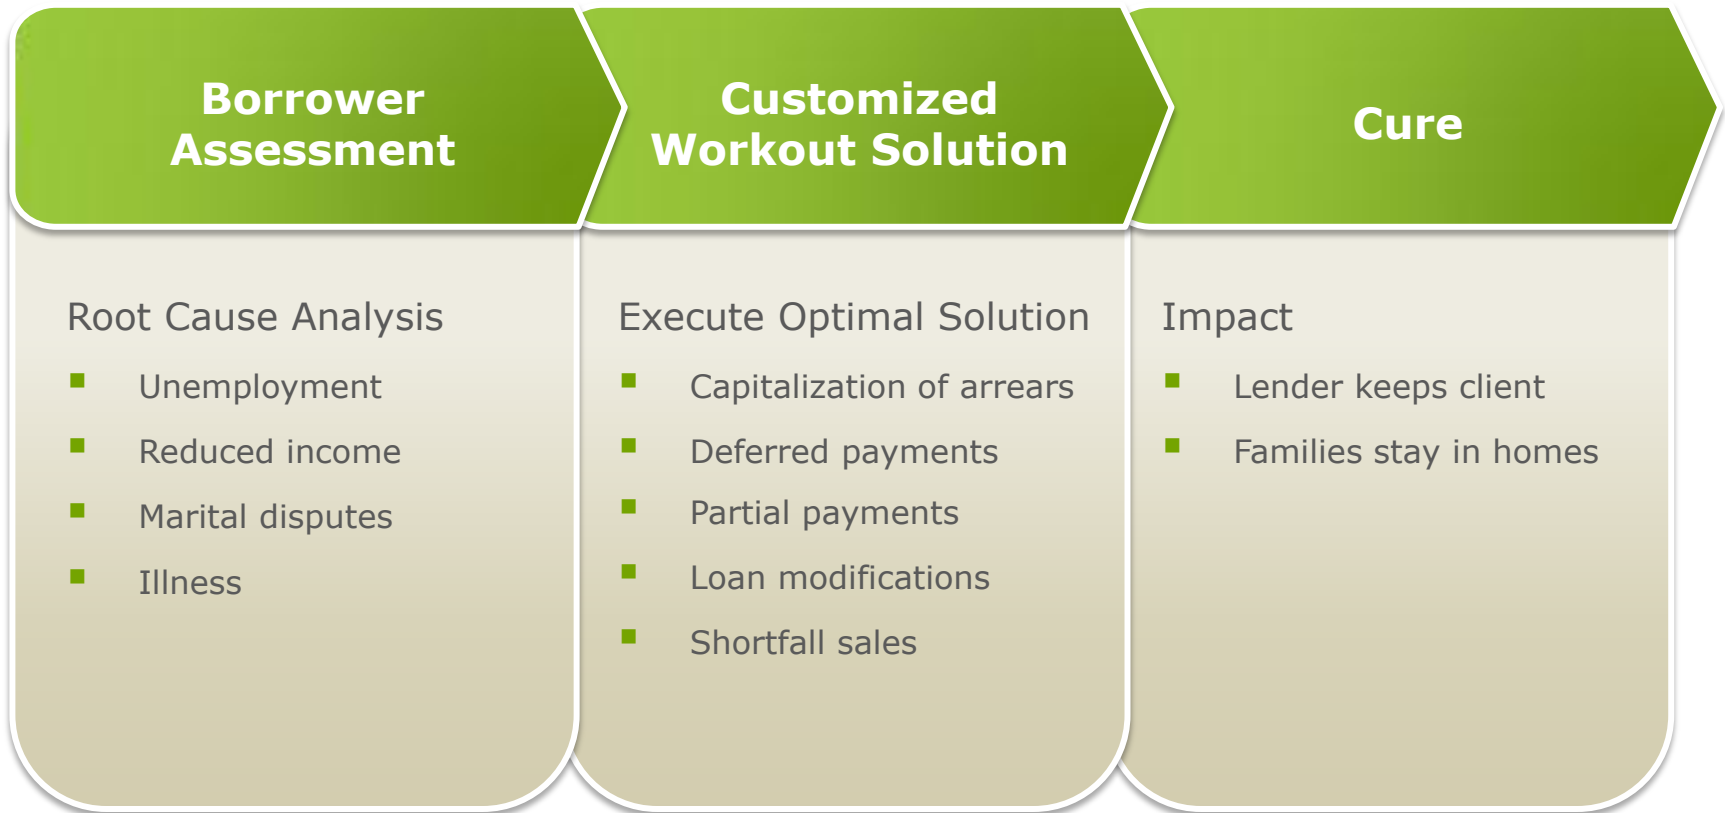 Borrower
Assessment
Customized
Workout Solution
Cure
Root Cause Analysis
Unemployment
Reduced income
Marital disputes
Illness
Execute Optimal Solution
Capitalization of arrears
Deferred payments
Partial payments
Loan modifications
Shortfall sales
Impact
Lender keeps client
Families stay in homes